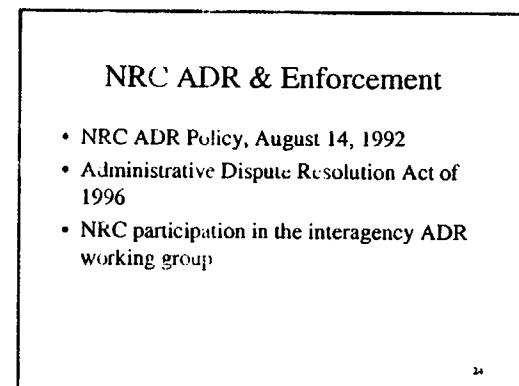 NRC ADR & Enforcement
• NRC ADR Policy, August 14, 1992
• Administrative Dispute Resolution Act of
1996
• NRC participation in the interagency ADR
working group
24